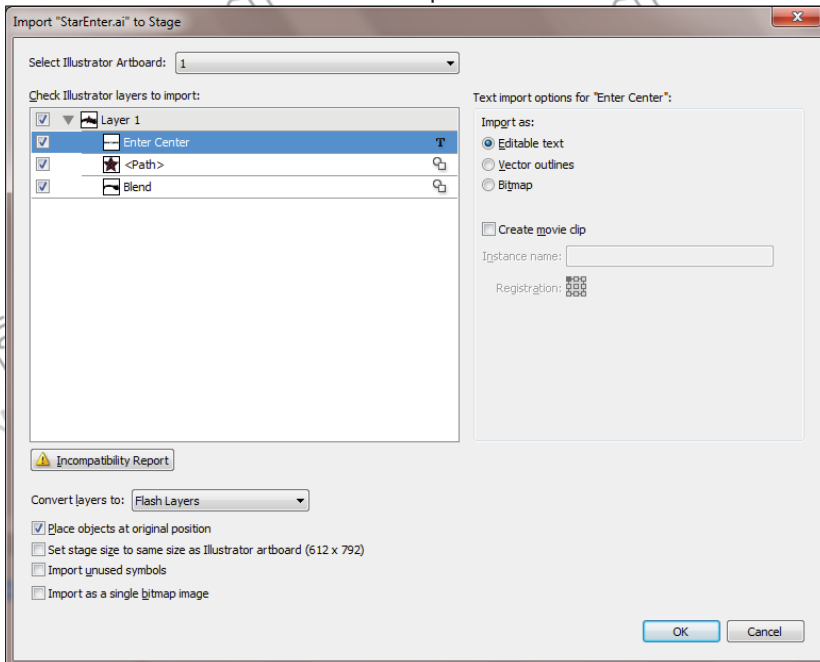 Import "StarEnter.ai" to Stage
Select Illustrator Artboard: 1
Check Illustrator layers to import:
Layer 1
Enter Center T
<Path>
Blend
Text import options for "Enter Center":
Import as:
Editable text
Vector outlines
Bitmap
Create movie clip
Instance name:
Registration:
Incompatibility Report
Convert layers to: Flash Layers
Place objects at original position
Set stage size to same size as Illustrator artboard (612 x 792)
Import unused symbols
Import as a single bitmap image
OK Cancel